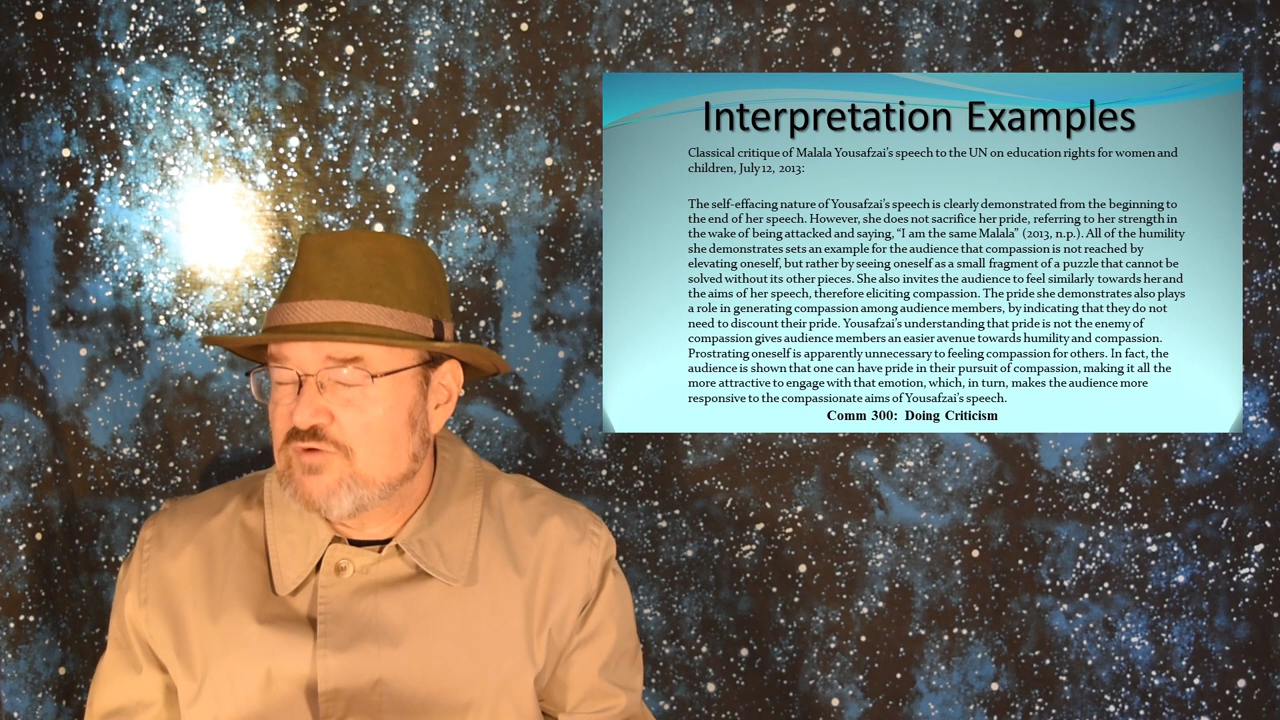 Interpretation Examples
Classical critique of Malala Yousafzai's speech to the UN on education rights for women and
children, July 12, 2013:
The self-effacing nature of Yousafzai's speech is clearly demonstrated from the beginning to
the end of her speech. However, she does not sacrifice her pride, referring to her strength in
the wake of being attacked and saying, "I am the same Malala" (2013, n.p.). All of the humility
she demonstrates sets an example for the audience that compassion is not reached by
elevating oneself, but rather by seeing oneself as a small fragment of a puzzle that cannot be
solved without its other pieces. She also invites the audience to feel similarly towards her and
the aims of her speech, therefore eliciting compassion. The pride she demonstrates also plays
a role in generating compassion among audience members, by indicating that they do not
need to discount their pride. Yousafzai's understanding that pride is not the enemy of
compassion gives audience members an easier avenue towards humility and compassion.
Prostrating oneself is apparently unnecessary to feeling compassion for others. In fact, the
audience is shown that one can have pride in their pursuit of compassion, making it all the
more attractive to engage with that emotion, which, in turn, makes the audience more
responsive to the compassionate aims of Yousafzai's speech.
Comm 300: Doing Criticism